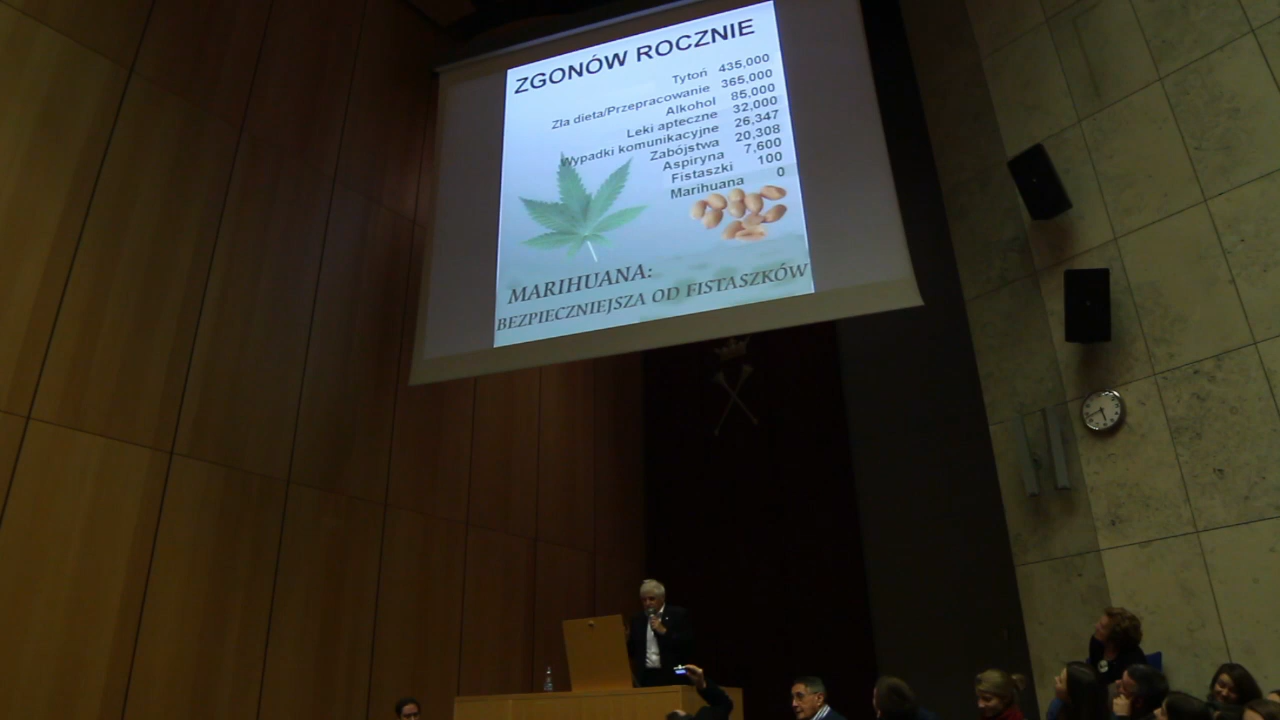 ZGONÓW ROCZNIE
Tytoń 435,000
Zła dieta/Przepracowanie 365,000
Alkohol 85,000
Leki apteczne 32,000
Wypadki komunikacyjne 26,347
Zabójstwa 20,308
Aspiryna 7,600
Fistaszki 100
Marihuana 0
MARIHUANA:
BEZPIECZNIEJSZA OD FISTASZKÓW